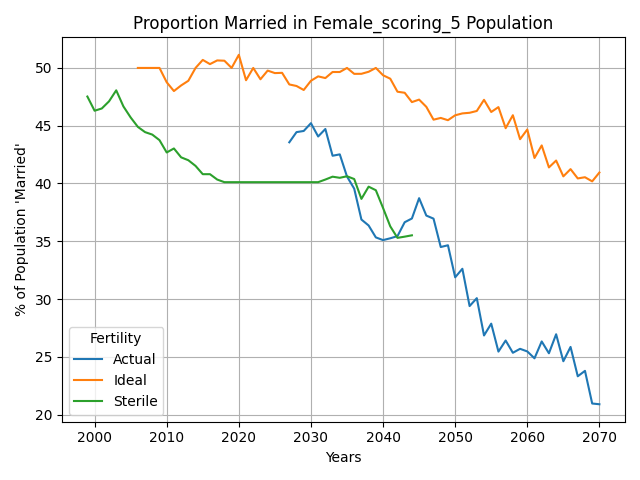 Proportion Married in Female_scoring_5 Population
% of Population 'Married'
50
45
40
35
30
25
20
Fertility
Actual
Ideal
Sterile
2000 2010 2020 2030 2040 2050 2060 2070
Years